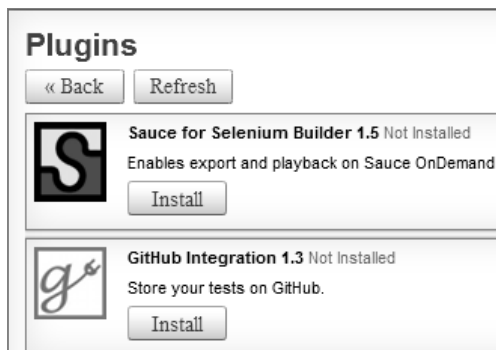 Plugins
« Back Refresh
Sauce for Selenium Builder 1.5 Not Installed
Enables export and playback on Sauce OnDemand
Install
GitHub Integration 1.3 Not Installed
Store your tests on GitHub.
Install